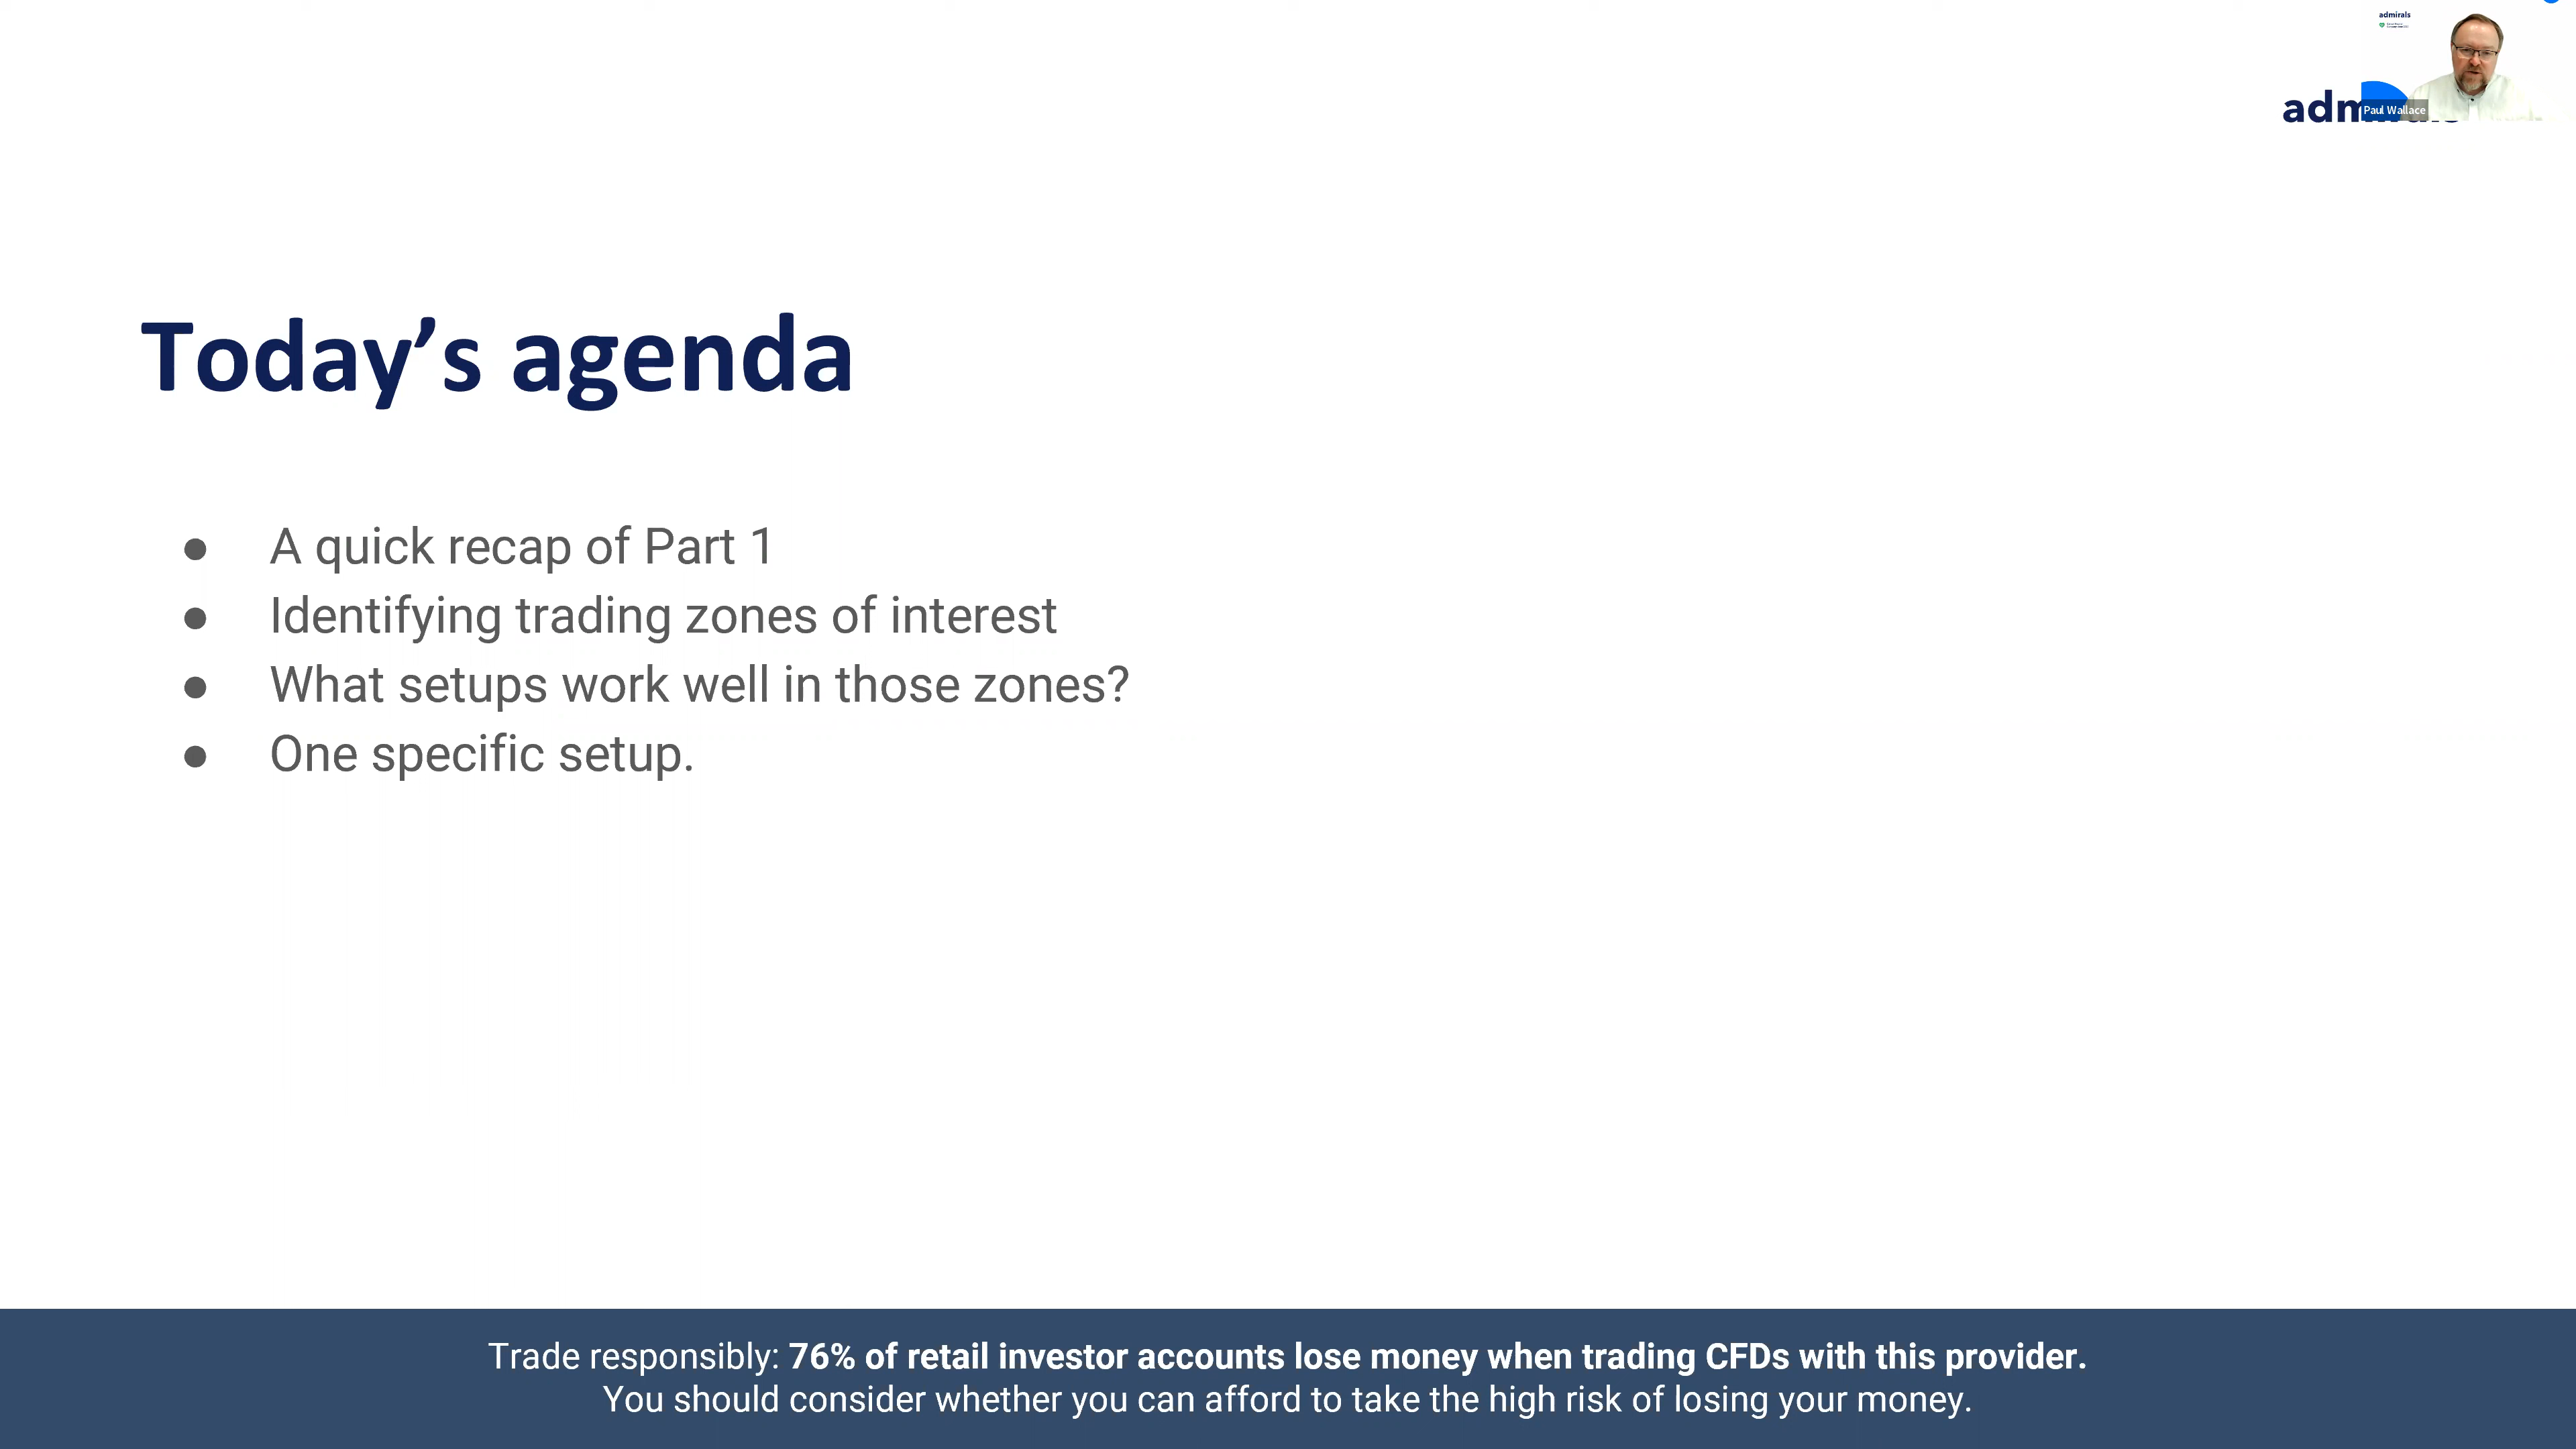 admirals
adm
Paul Wallace
Today’s agenda
● A quick recap of Part 1
● Identifying trading zones of interest
● What setups work well in those zones?
● One specific setup.
Trade responsibly: 76% of retail investor accounts lose money when trading CFDs with this provider.
You should consider whether you can afford to take the high risk of losing your money.